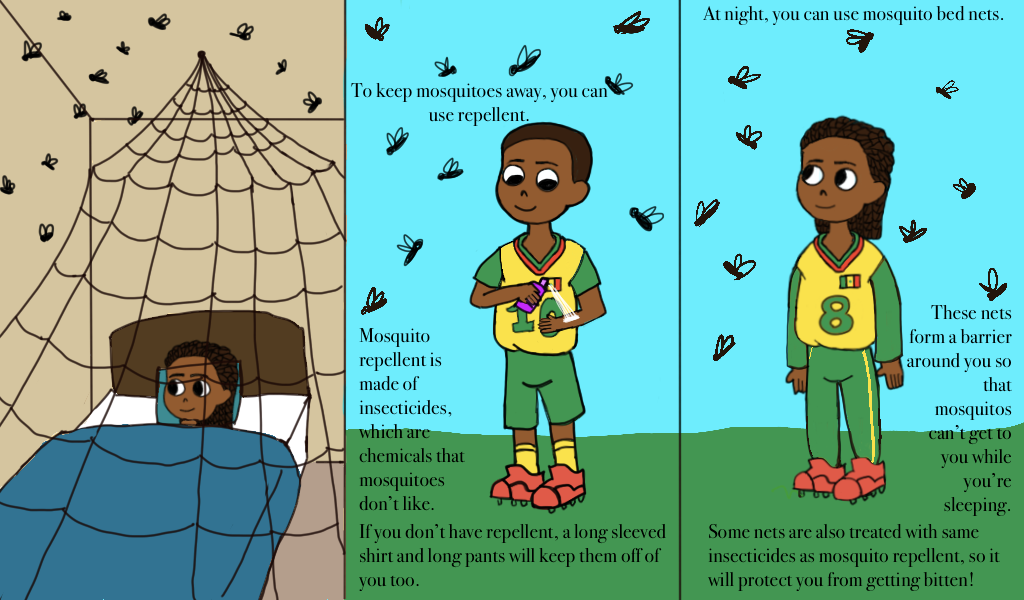 To keep mosquitoes away, you can
use repellent.
10
Mosquito
repellent is
made of
insecticides,
which are
chemicals that
mosquitoes
don't like.
If you don't have repellent, a long sleeved
shirt and long pants will keep them off of
you too.
At night, you can use mosquito bed nets.
8
These nets
form a barrier
around you so
that
mosquitos
can't get to
you while
you're
sleeping.
Some nets are also treated with same
insecticides as mosquito repellent, so it
will protect you from getting bitten!